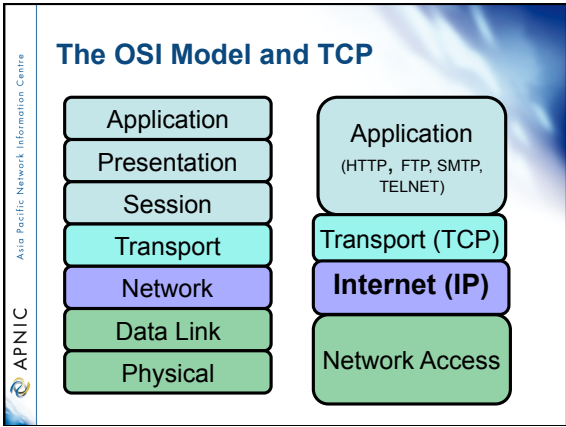 The OSI Model and TCP
Asia Pacific Network Information Centre
APNIC
Application
Presentation
Session
Transport
Network
Data Link
Physical
Application
(HTTP, FTP, SMTP,
TELNET)
Transport (TCP)
Internet (IP)
Network Access